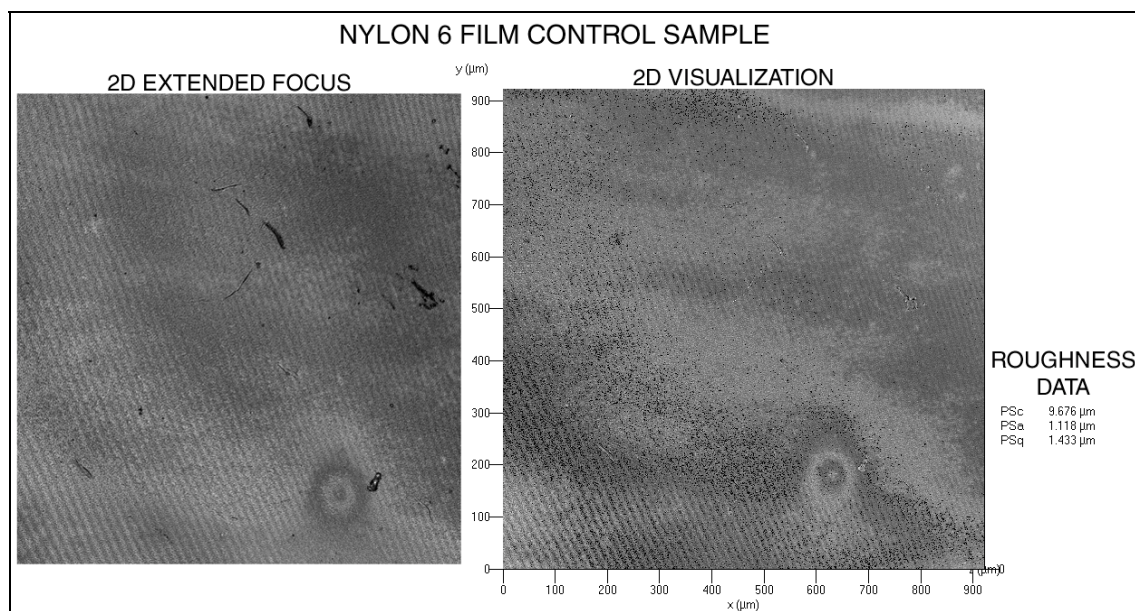 NYLON 6 FILM CONTROL SAMPLE
2D EXTENDED FOCUS
y (µm)
2D VISUALIZATION
900
800
700
600
500
400
300
200
100
0
0 100 200 300 400 500 600 700 800 900
x (µm)
ROUGHNESS
DATA
PSc 9.676 µm
PSa 1.118 µm
PSq 1.433 µm